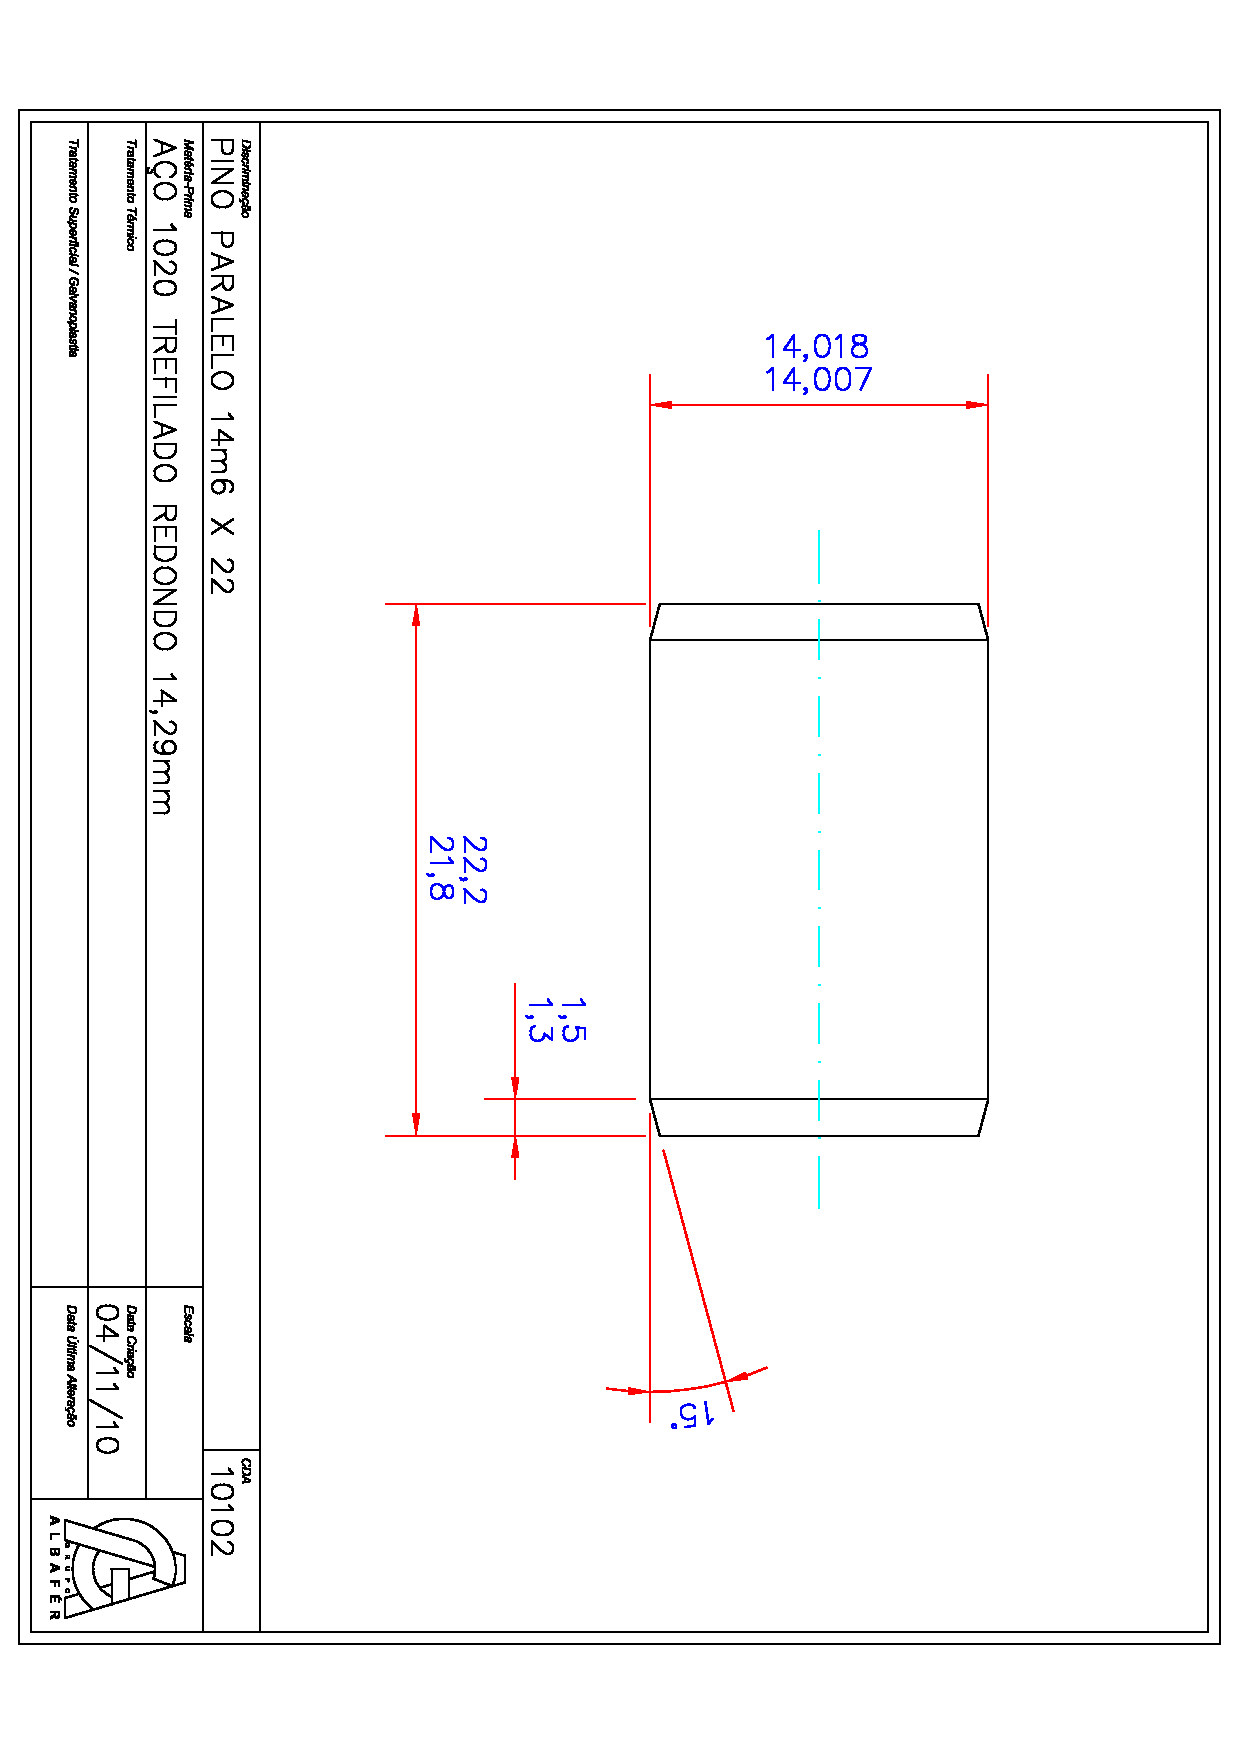 14,018
14,007
22,2
21,8
1,5
1,3
15°
Discriminação
PINO PARALELO 14m6 X 22
CDA
10102
Matéria-Prima
AÇO 1020 TREFILADO REDONDO 14,29mm
Escala
Tratamento Térmico
Data Criação
04/11/10
Tratamento Superficial / Galvanoplastia
Data Última Alteração
GRUPO
ALBAFÉR